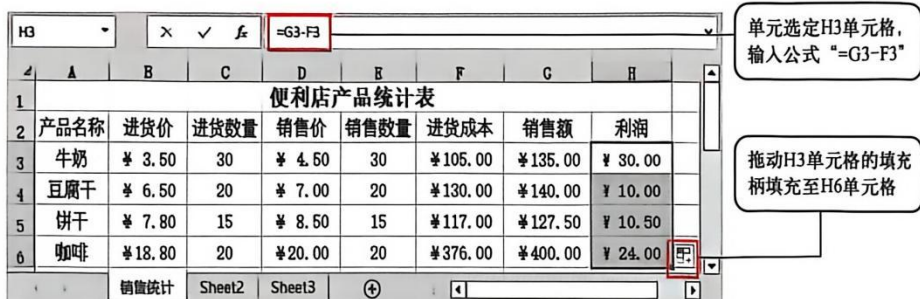 H3 × ✓ fx =G3-F3
单元选定H3单元格，
输入公式“=G3-F3”
A B C D E F G H
1 便利店产品统计表
2 产品名称 进货价 进货数量 销售价 销售数量 进货成本 销售额 利润
3 牛奶 ¥ 3.50 30 ¥ 4.50 30 ¥105.00 ¥135.00 ¥ 30.00
4 豆腐干 ¥ 6.50 20 ¥ 7.00 20 ¥130.00 ¥140.00 ¥ 10.00
5 饼干 ¥ 7.80 15 ¥ 8.50 15 ¥117.00 ¥127.50 ¥ 10.50
6 咖啡 ¥18.80 20 ¥20.00 20 ¥376.00 ¥400.00 ¥ 24.00
拖动H3单元格的填充
柄填充至H6单元格
销售统计 Sheet2 Sheet3